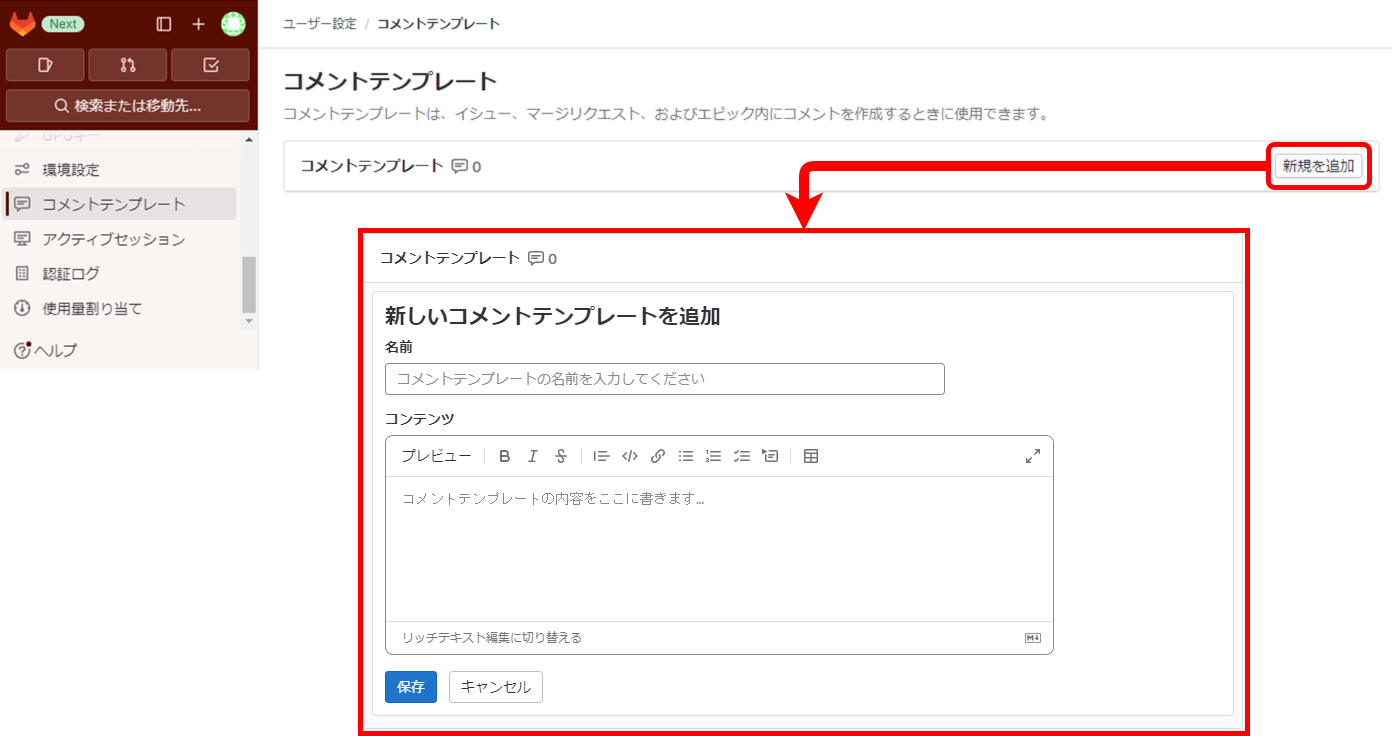 Next
検索または移動先...
GPGキー
環境設定
コメントテンプレート
アクティブセッション
認証ログ
使用量割り当て
ヘルプ
ユーザー設定 / コメントテンプレート
コメントテンプレート
コメントテンプレートは、イシュー、マージリクエスト、およびエピック内にコメントを作成するときに使用できます。
コメントテンプレート 0
新規を追加
コメントテンプレート 0
新しいコメントテンプレートを追加
名前
コメントテンプレートの名前を入力してください
コンテンツ
プレビュー B I S
コメントテンプレートの内容をここに書きます…
リッチテキスト編集に切り替える M↓
保存 キャンセル